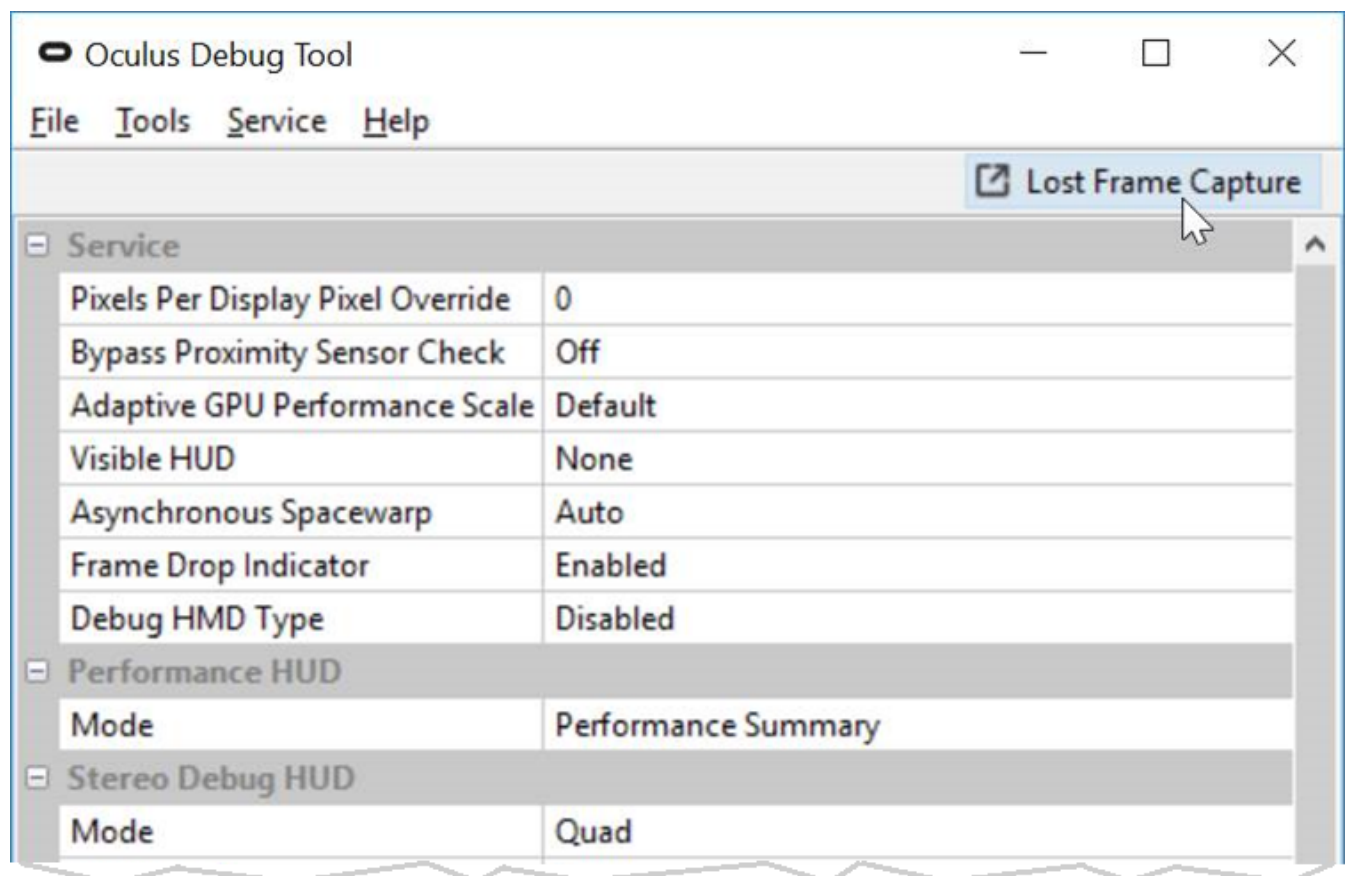 Oculus Debug Tool
File Tools Service Help
Lost Frame Capture
Service
Pixels Per Display Pixel Override 0
Bypass Proximity Sensor Check Off
Adaptive GPU Performance Scale Default
Visible HUD None
Asynchronous Spacewarp Auto
Frame Drop Indicator Enabled
Debug HMD Type Disabled
Performance HUD
Mode Performance Summary
Stereo Debug HUD
Mode Quad